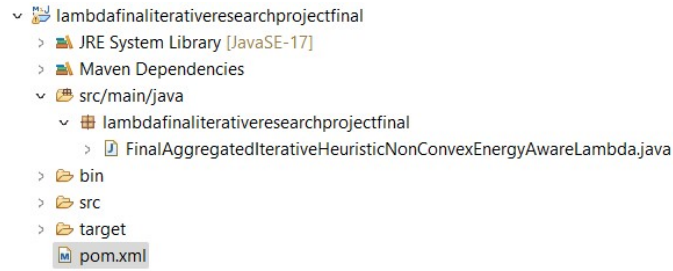 lambdafinaliterativeresearchprojectfinal
JRE System Library [JavaSE-17]
Maven Dependencies
src/main/java
lambdafinaliterativeresearchprojectfinal
FinalAggregatedIterativeHeuristicNonConvexEnergyAwareLambda.java
bin
src
target
pom.xml